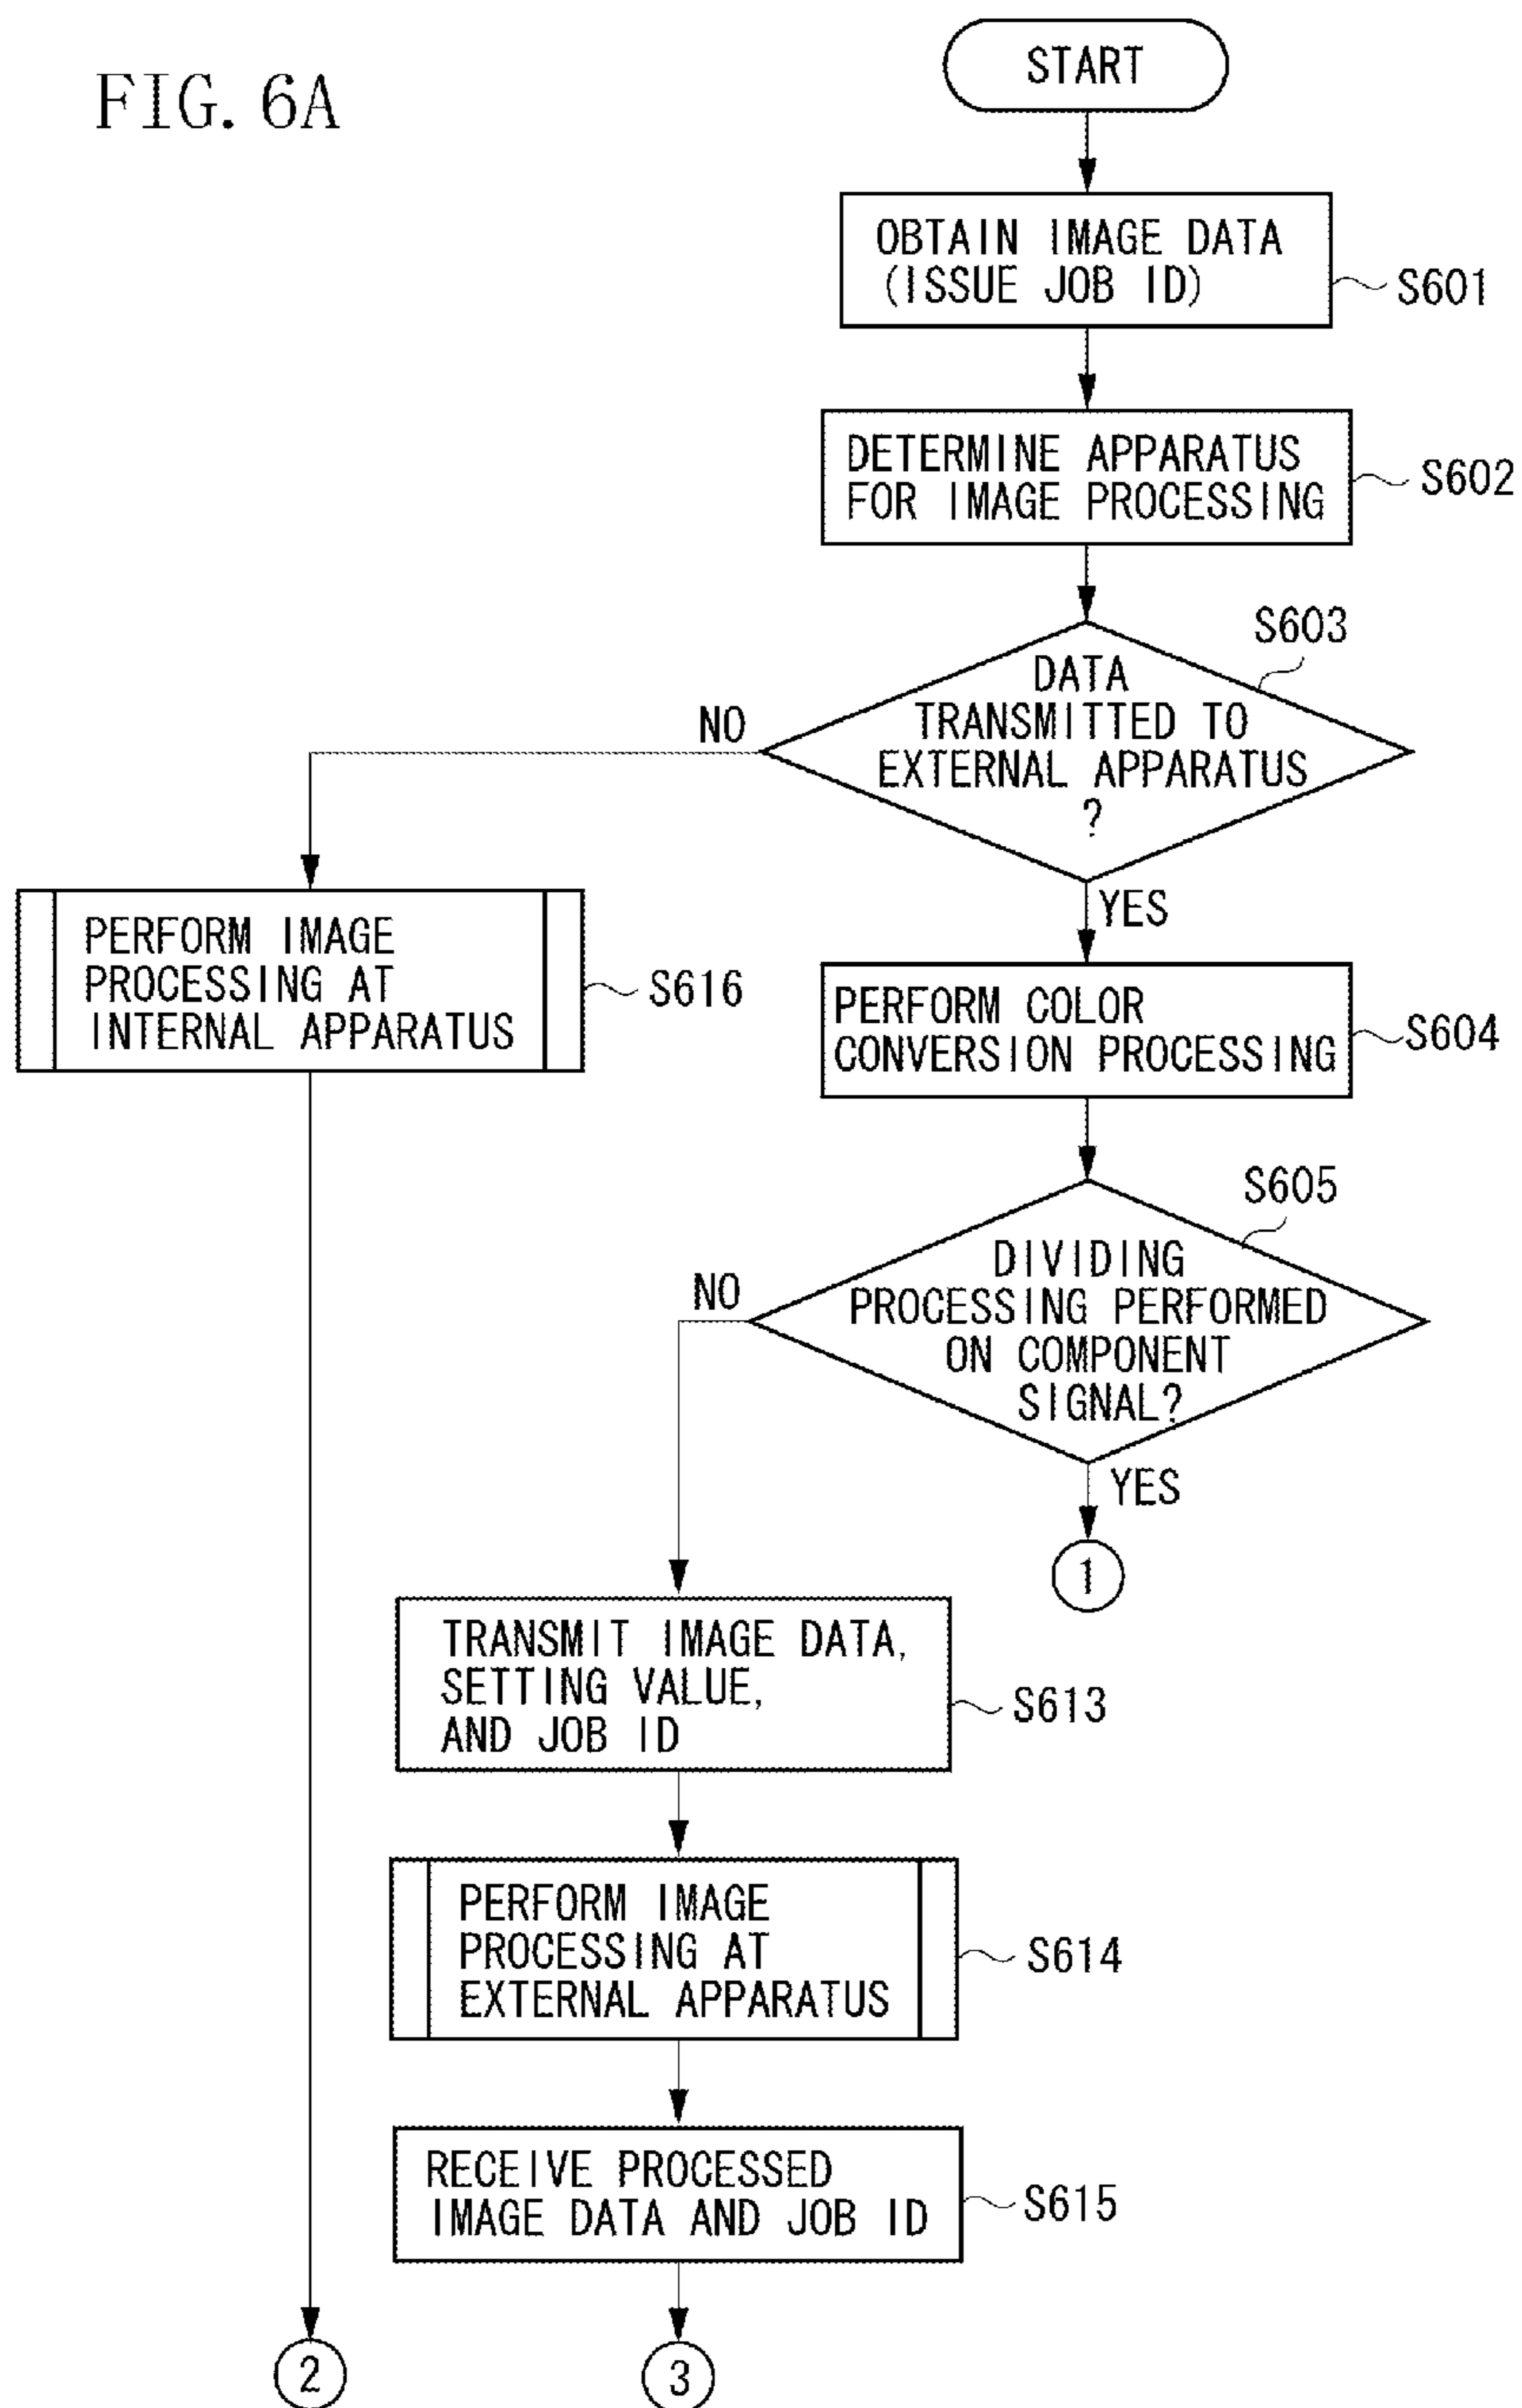 FIG. 6A
START
OBTAIN IMAGE DATA
(ISSUE JOB ID)
S601
DETERMINE APPARATUS
FOR IMAGE PROCESSING
S602
S603
DATA
TRANSMITTED TO
EXTERNAL APPARATUS
?
NO
YES
PERFORM IMAGE
PROCESSING AT
INTERNAL APPARATUS
S616
PERFORM COLOR
CONVERSION PROCESSING
S604
S605
DIVIDING
PROCESSING PERFORMED
ON COMPONENT
SIGNAL?
NO
YES
1
TRANSMIT IMAGE DATA,
SETTING VALUE,
AND JOB ID
S613
PERFORM IMAGE
PROCESSING AT
EXTERNAL APPARATUS
S614
RECEIVE PROCESSED
IMAGE DATA AND JOB ID
S615
2
3